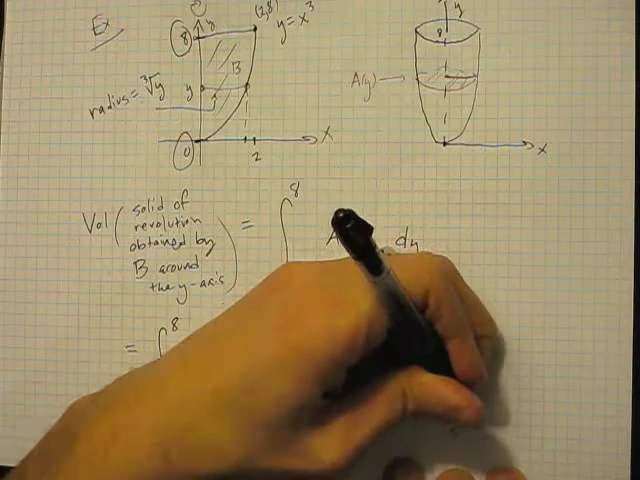 Ex
8
y
(2,8)
y = x³
B
radius = ∛y
y
0
2
x
y
8
A(y)
x
Vol ( solid of
revolution
obtained by
B around
the y-axis ) = ∫ 8 A dy
= ∫ 8